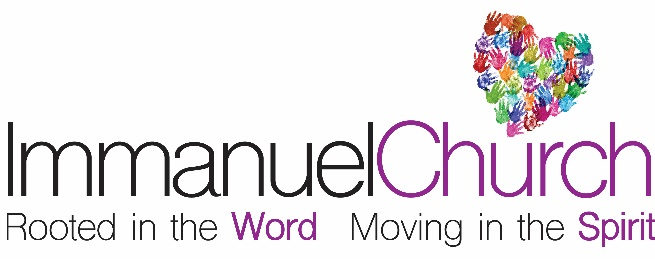 ImmanuelChurch
Rooted in the Word Moving in the Spirit